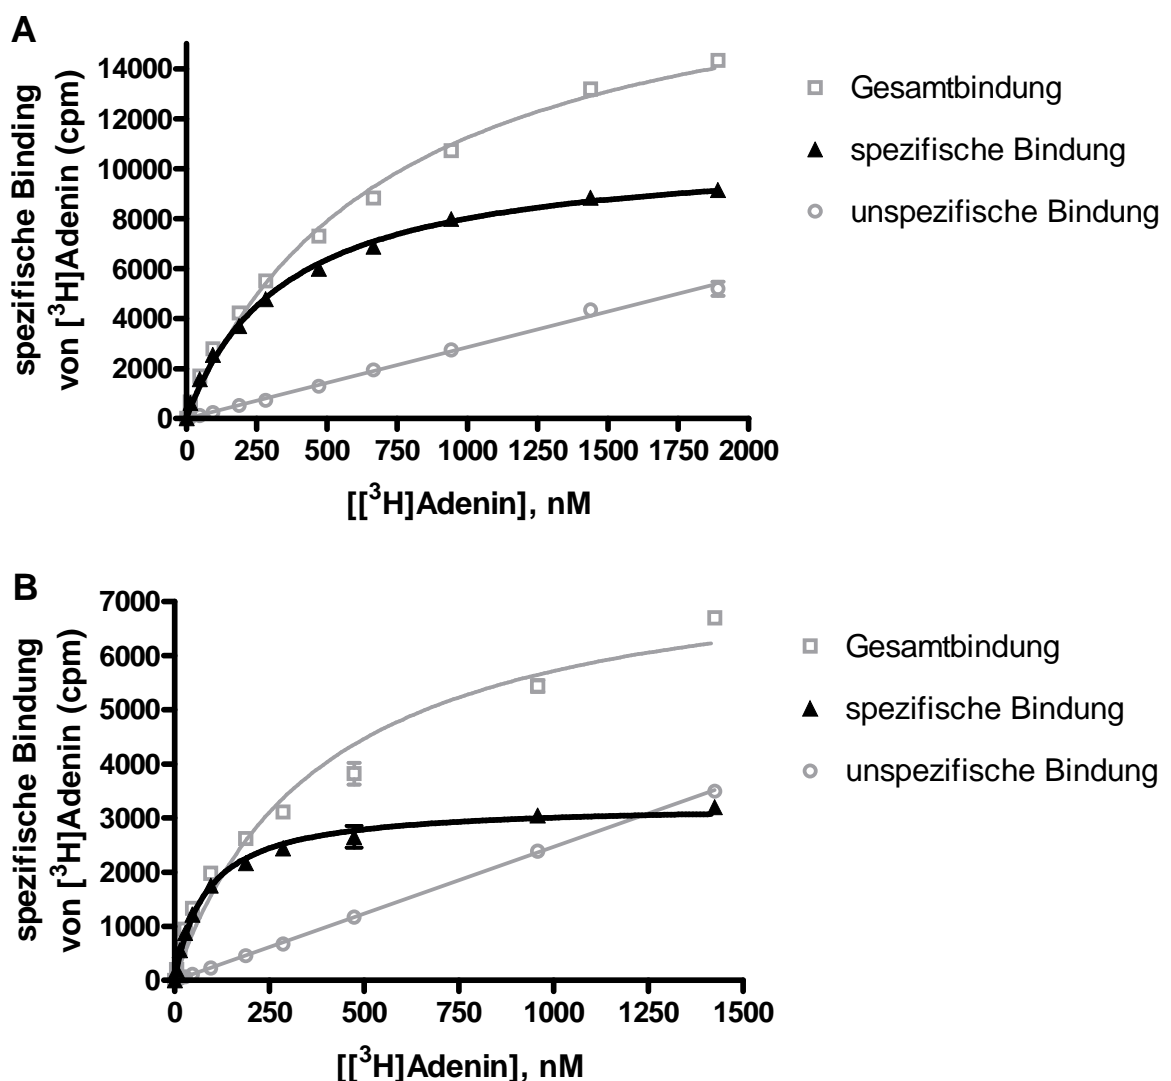 A
spezifische Binding
von [³H]Adenin (cpm)
14000
12000
10000
8000
6000
4000
2000
0
0 250 500 750 1000 1250 1500 1750 2000
[[³H]Adenin], nM
Gesamtbindung
spezifische Bindung
unspezifische Bindung
B
spezifische Bindung
von [³H]Adenin (cpm)
7000
6000
5000
4000
3000
2000
1000
0
0 250 500 750 1000 1250 1500
[[³H]Adenin], nM
Gesamtbindung
spezifische Bindung
unspezifische Bindung